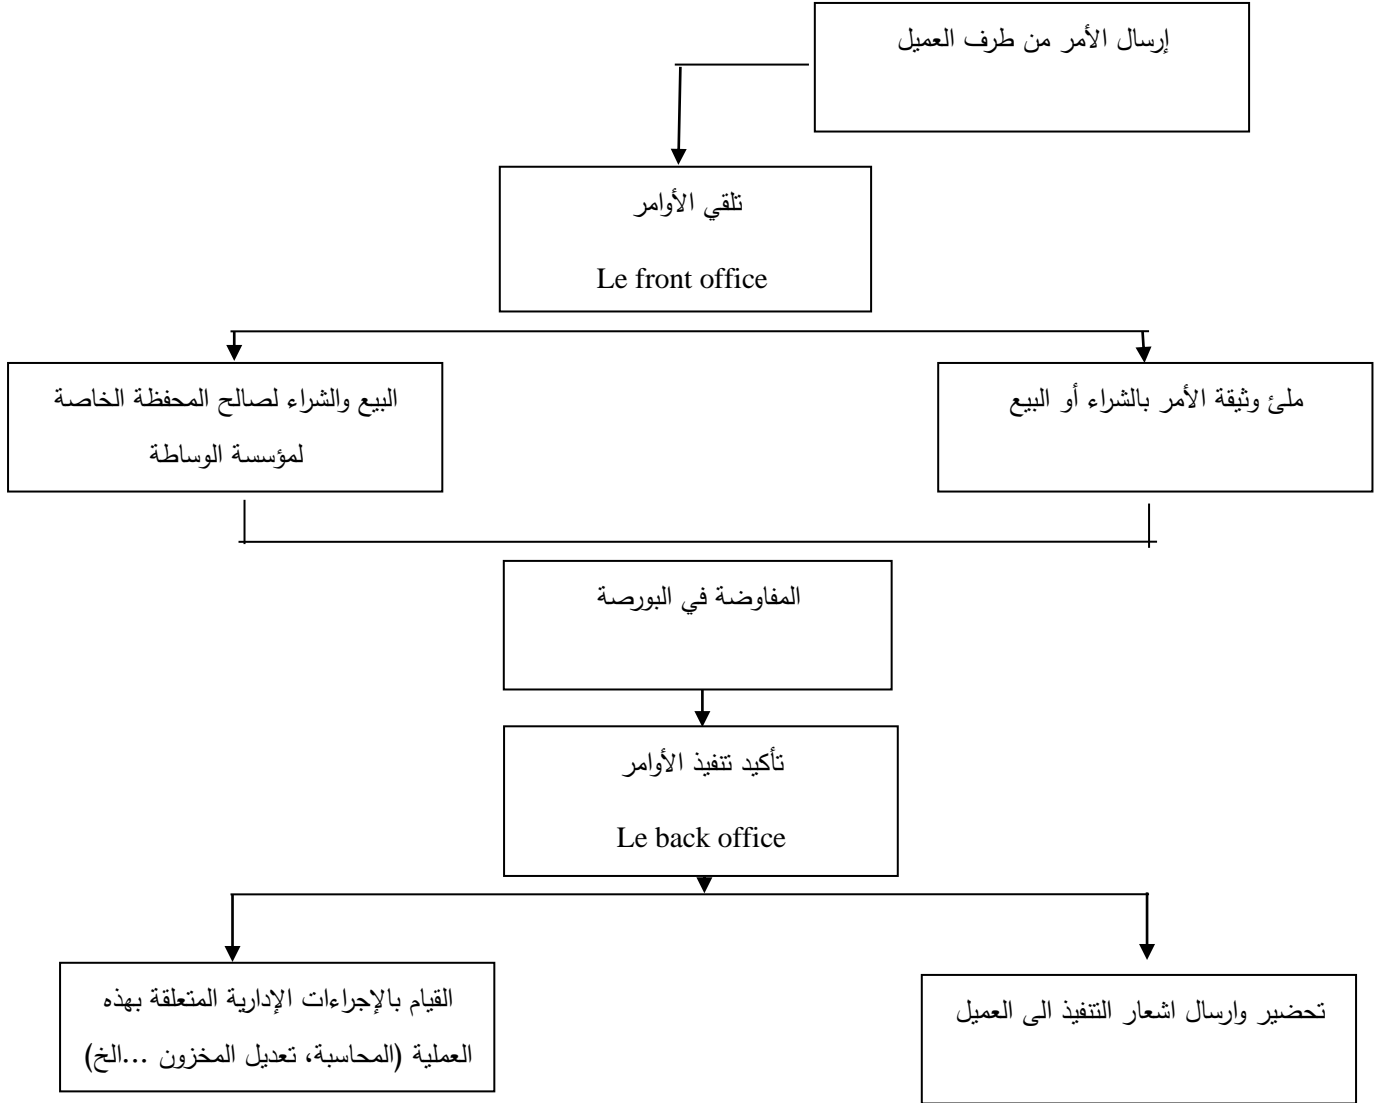 إرسال الأمر من طرف العميل
تلقي الأوامر
Le front office
ملئ وثيقة الأمر بالشراء أو البيع
البيع والشراء لصالح المحفظة الخاصة
لمؤسسة الوساطة
المفاوضة في البورصة
تأكيد تنفيذ الأوامر
Le back office
تحضير وارسال اشعار التنفيذ الى العميل
القيام بالإجراءات الإدارية المتعلقة بهذه
العملية (المحاسبة، تعديل المخزون ...الخ)